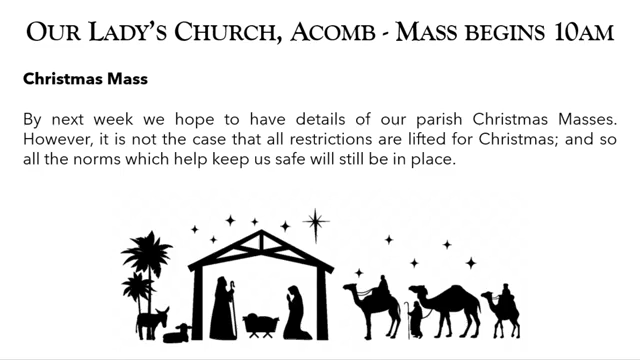 Our Lady's Church, Acomb - Mass begins 10am
Christmas Mass
By next week we hope to have details of our parish Christmas Masses.
However, it is not the case that all restrictions are lifted for Christmas; and so
all the norms which help keep us safe will still be in place.